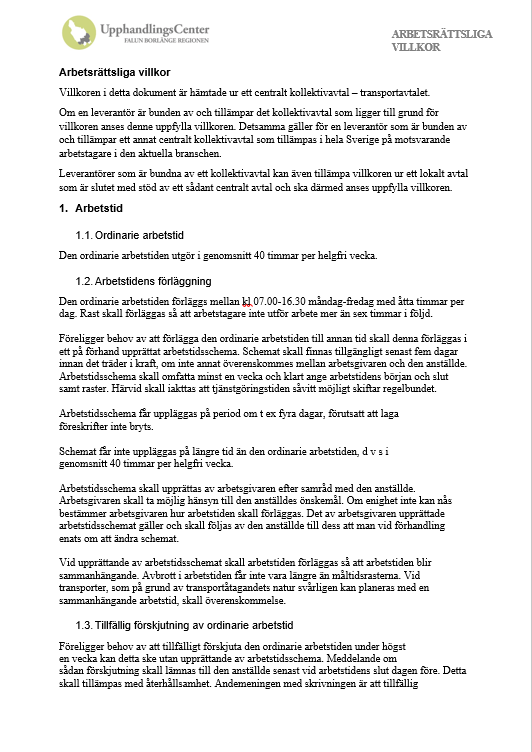 UpphandlingsCenter
FALUN BORLÄNGE REGIONEN
ARBETSRÄTTSLIGA
VILLKOR
Arbetsrättsliga villkor
Villkoren i detta dokument är hämtade ur ett centralt kollektivavtal – transportavtalet.
Om en leverantör är bunden av och tillämpar det kollektivavtal som ligger till grund för
villkoren anses denne uppfylla villkoren. Detsamma gäller för en leverantör som är bunden av
och tillämpar ett annat centralt kollektivavtal som tillämpas i hela Sverige på motsvarande
arbetstagare i den aktuella branschen.
Leverantörer som är bundna av ett kollektivavtal kan även tillämpa villkoren ur ett lokalt avtal
som är slutet med stöd av ett sådant centralt avtal och ska därmed anses uppfylla villkoren.
1. Arbetstid
1.1. Ordinarie arbetstid
Den ordinarie arbetstiden utgör i genomsnitt 40 timmar per helgfri vecka.
1.2. Arbetstidens förläggning
Den ordinarie arbetstiden förläggs mellan kl 07.00-16.30 måndag-fredag med åtta timmar per
dag. Rast skall förläggas så att arbetstagare inte utför arbete mer än sex timmar i följd.
Föreligger behov av att förlägga den ordinarie arbetstiden till annan tid skall denna förläggas i
ett på förhand upprättat arbetstidsschema. Schemat skall finnas tillgängligt senast fem dagar
innan det träder i kraft, om inte annat överenskommes mellan arbetsgivaren och den anställde.
Arbetstidsschema skall omfatta minst en vecka och klart ange arbetstidens början och slut
samt raster. Härvid skall iakttas att tjänstgöringstiden såvitt möjligt skiftar regelbundet.
Arbetstidsschema får uppläggas på period om t ex fyra dagar, förutsatt att laga
föreskrifter inte bryts.
Schemat får inte uppläggas på längre tid än den ordinarie arbetstiden, d v s i
genomsnitt 40 timmar per helgfri vecka.
Arbetstidsschema skall upprättas av arbetsgivaren efter samråd med den anställde.
Arbetsgivaren skall ta möjlig hänsyn till den anställdes önskemål. Om enighet inte kan nås
bestämmer arbetsgivaren hur arbetstiden skall förläggas. Det av arbetsgivaren upprättade
arbetstidsschemat gäller och skall följas av den anställde till dess att man vid förhandling
enats om att ändra schemat.
Vid upprättande av arbetstidsschemat skall arbetstiden förläggas så att arbetstiden blir
sammanhängande. Avbrott i arbetstiden får inte vara längre än måltidsrasterna. Vid
transporter, som på grund av transportåtagandets natur svårligen kan planeras med en
sammanhängande arbetstid, skall överenskommelse.
1.3. Tillfällig förskjutning av ordinarie arbetstid
Föreligger behov av att tillfälligt förskjuta den ordinarie arbetstiden under högst
en vecka kan detta ske utan upprättande av arbetstidsschema. Meddelande om
sådan förskjutning skall lämnas till den anställde senast vid arbetstidens slut dagen före. Detta
skall tillämpas med återhållsamhet. Andemeningen med skrivningen är att tillfällig